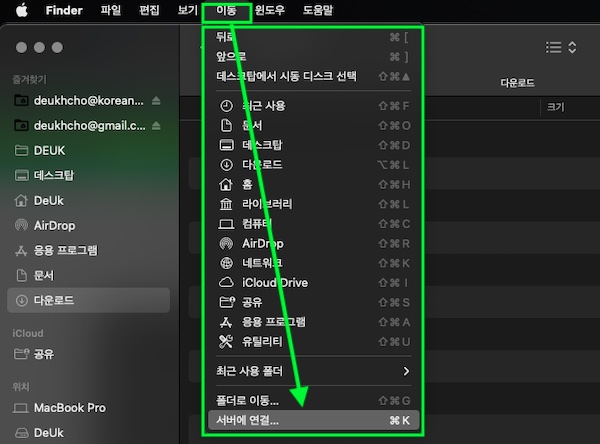 Finder 파일 편집 보기 이동 윈도우 도움말
즐겨찾기
deukhcho@korean...
deukhcho@gmail.c...
DEUK
데스크탑
DeUk
AirDrop
응용 프로그램
문서
다운로드
iCloud
공유
위치
MacBook Pro
DeUk
뒤로 ⌘ [
앞으로 ⌘ ]
데스크탑에서 시동 디스크 선택 ⇧⌘▲
최근 사용 ⇧⌘F
문서 ⇧⌘O
데스크탑 ⇧⌘D
다운로드 ⌥⌘L
홈 ⇧⌘H
라이브러리 ⇧⌘L
컴퓨터 ⇧⌘C
AirDrop ⇧⌘R
네트워크 ⇧⌘K
iCloud Drive ⇧⌘I
공유 ⇧⌘S
응용 프로그램 ⇧⌘A
유틸리티 ⇧⌘U
최근 사용 폴더
폴더로 이동... ⇧⌘G
서버에 연결... ⌘K
다운로드
크기